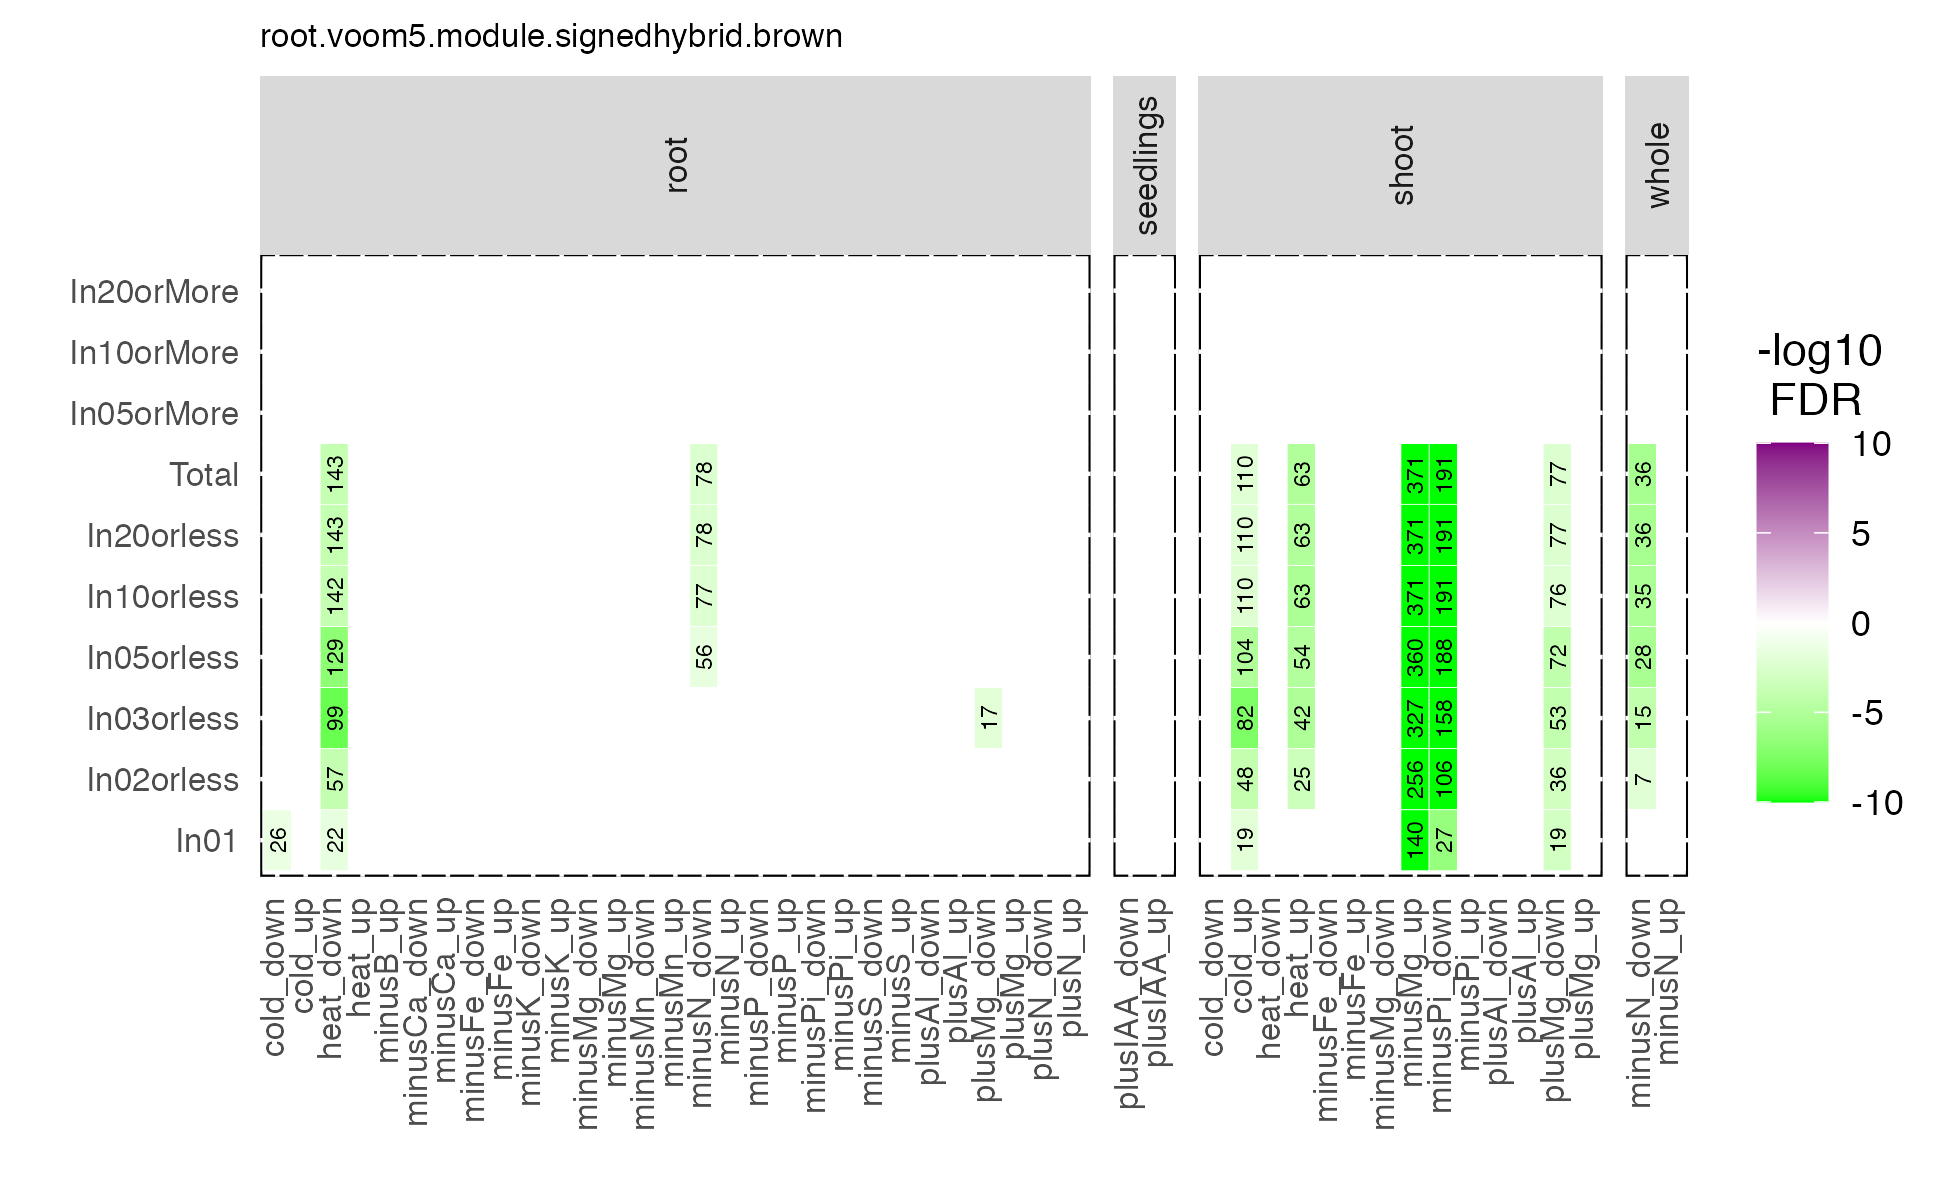 root.voom5.module.signedhybrid.brown
root
seedlings
shoot
whole
In20orMore
In10orMore
In05orMore
Total 143 78 110 63 371 191 77 36
In20orless 143 78 110 63 371 191 77 36
In10orless 142 77 110 63 371 191 76 35
In05orless 129 56 104 54 360 188 72 28
In03orless 99 17 82 42 327 158 53 15
In02orless 57 48 25 256 106 36 7
In01 26 22 19 140 27 19
cold_down
cold_up
heat_down
heat_up
minusB_up
minusCa_down
minusCa_up
minusFe_down
minusFe_up
minusK_down
minusK_up
minusMg_down
minusMg_up
minusMn_down
minusMn_up
minusN_down
minusN_up
minusP_down
minusP_up
minusPi_down
minusPi_up
minusS_down
minusS_up
plusAl_down
plusAl_up
plusMg_down
plusMg_up
plusN_down
plusN_up
plusIAA_down
plusIAA_up
cold_down
cold_up
heat_down
heat_up
minusFe_down
minusFe_up
minusMg_down
minusMg_up
minusPi_down
minusPi_up
plusAl_down
plusAl_up
plusMg_down
plusMg_up
minusN_down
minusN_up
-log10
FDR
10
5
0
-5
-10